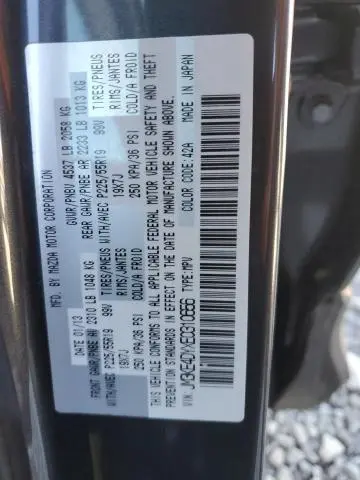 MFD. BY MAZDA MOTOR CORPORATION
DATE 01/13 GVWR/PNBV 4537 LB 2058 KG
FRONT GAWR/PNBE AV 2310 LB 1048 KG REAR GAWR/PNBE AR 2233 LB 1013 KG
WITH/AVEC P225/55R19 99V TIRES/PNEUS WITH/AVEC P225/55R19 99V TIRES/PNEUS
19X7J RIMS/JANTES 19X7J RIMS/JANTES
250 KPA/36 PSI COLD/A FROID 250 KPA/36 PSI COLD/A FROID
THIS VEHICLE CONFORMS TO ALL APPLICABLE FEDERAL MOTOR VEHICLE SAFETY AND THEFT
PREVENTION STANDARDS IN EFFECT ON THE DATE OF MANUFACTURE SHOWN ABOVE.
COLOR CODE:42A MADE IN JAPAN
TYPE:MPV
VIN: